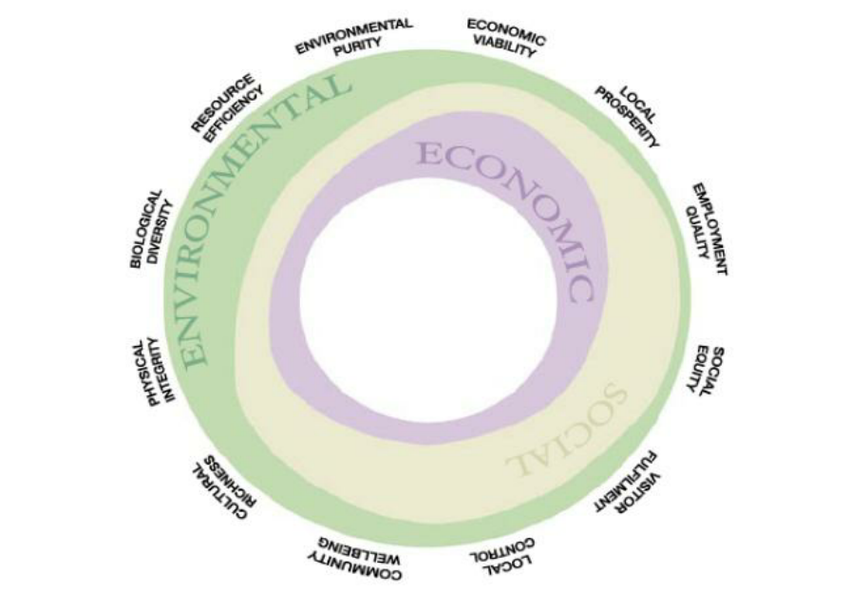 ENVIRONMENTAL
PURITY
ECONOMIC
VIABILITY
LOCAL
PROSPERITY
EMPLOYMENT
QUALITY
SOCIAL
EQUITY
VISITOR
FULFILMENT
LOCAL
CONTROL
COMMUNITY
WELLBEING
CULTURAL
RICHNESS
PHYSICAL
INTEGRITY
BIOLOGICAL
DIVERSITY
RESOURCE
EFFICIENCY
ENVIRONMENTAL
ECONOMIC
SOCIAL